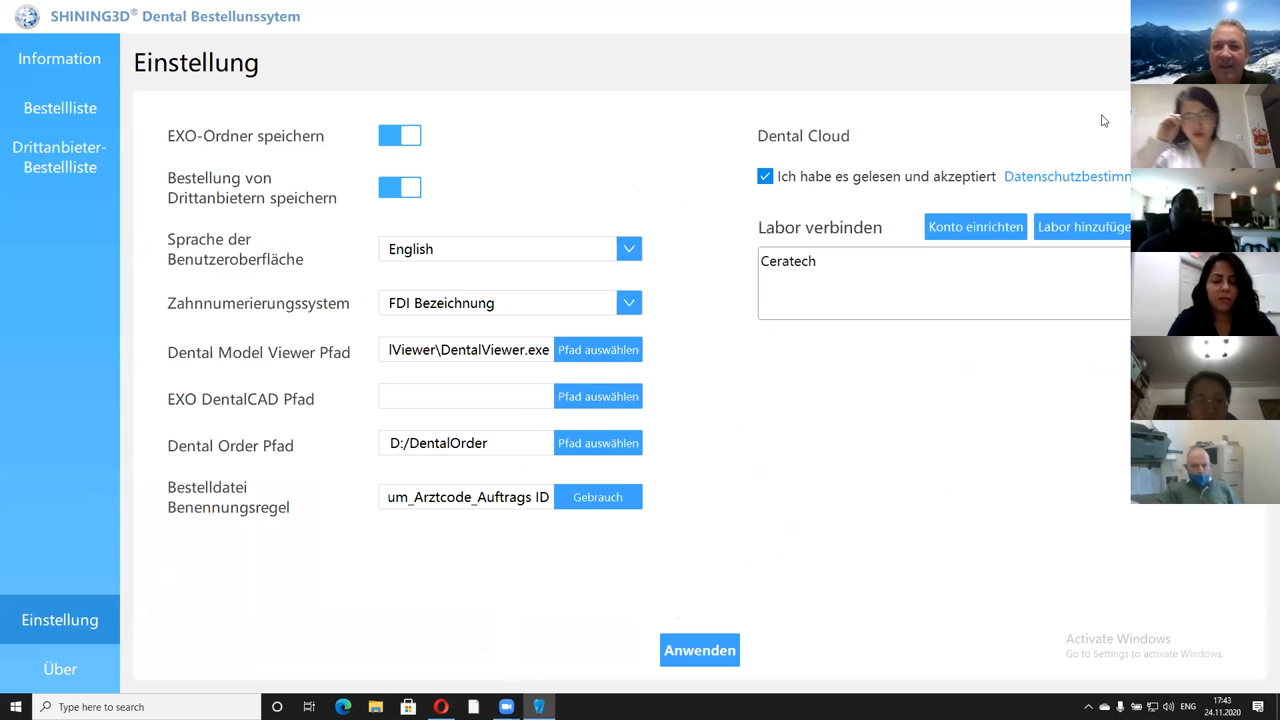 SHINING3D® Dental Bestellunssytem
Information
Bestellliste
Drittanbieter-
Bestellliste
Einstellung
Über
Einstellung
EXO-Ordner speichern
Bestellung von
Drittanbietern speichern
Sprache der
Benutzeroberfläche
English
Zahnnumerierungssystem
FDI Bezeichnung
Dental Model Viewer Pfad
lViewer\DentalViewer.exe
Pfad auswählen
EXO DentalCAD Pfad
Pfad auswählen
Dental Order Pfad
D:/DentalOrder
Pfad auswählen
Bestelldatei
Benennungsregel
um_Arztcode_Auftrags ID
Gebrauch
Dental Cloud
Ich habe es gelesen und akzeptiert Datenschutzbestimm
Labor verbinden
Konto einrichten
Labor hinzufüge
Ceratech
Anwenden
Activate Windows
Go to Settings to activate Windows.
Type here to search
17:43
24.11.2020